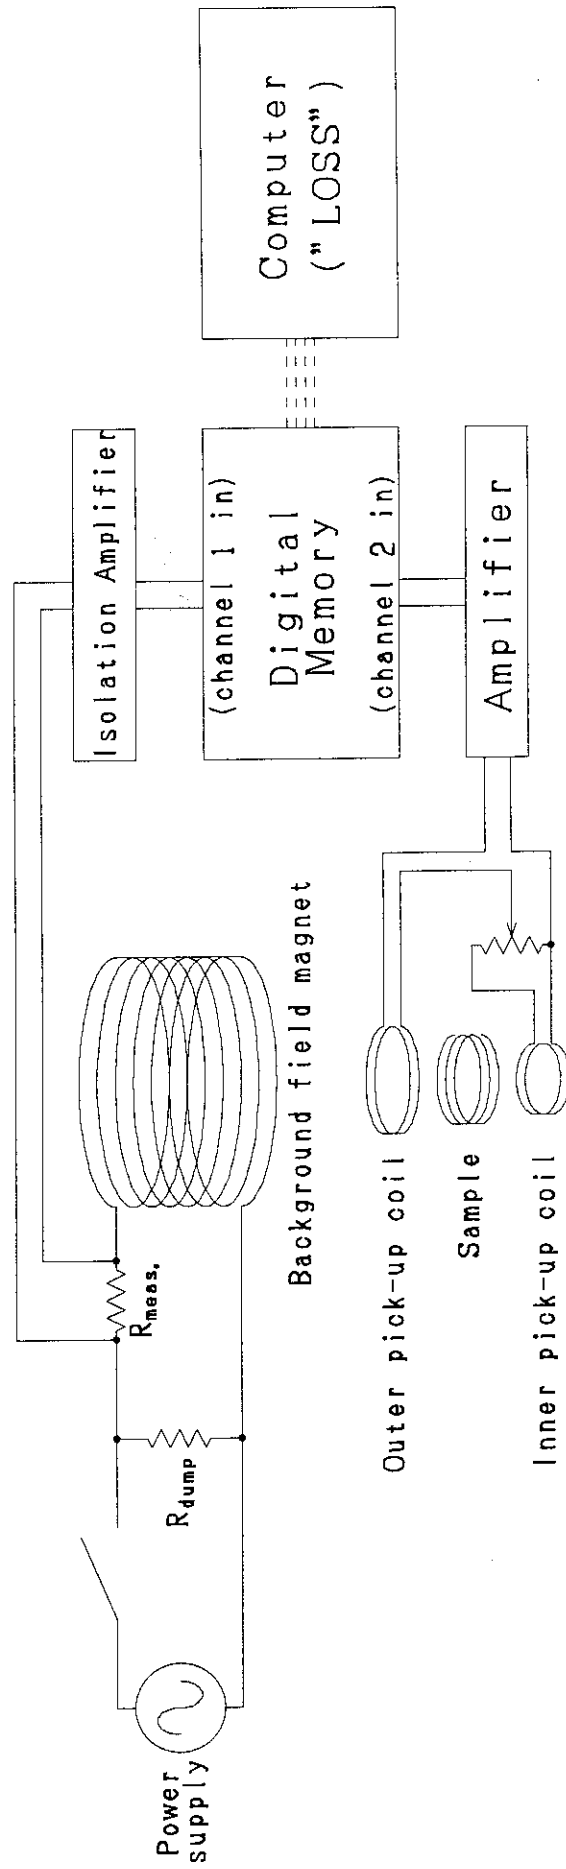 Power
supply
R_dump
R_meas.
Background field magnet
Isolation Amplifier
(channel 1 in)
Digital
Memory
(channel 2 in)
Computer
(" LOSS")
Amplifier
Outer pick-up coil
Sample
Inner pick-up coil